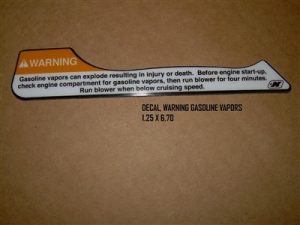 WARNING
Gasoline vapors can explode resulting in injury or death. Before engine start-up,
check engine compartment for gasoline vapors, then run blower for four minutes.
Run blower when below cruising speed.
DECAL, WARNING GASOLINE VAPORS
1.25 X 6.70